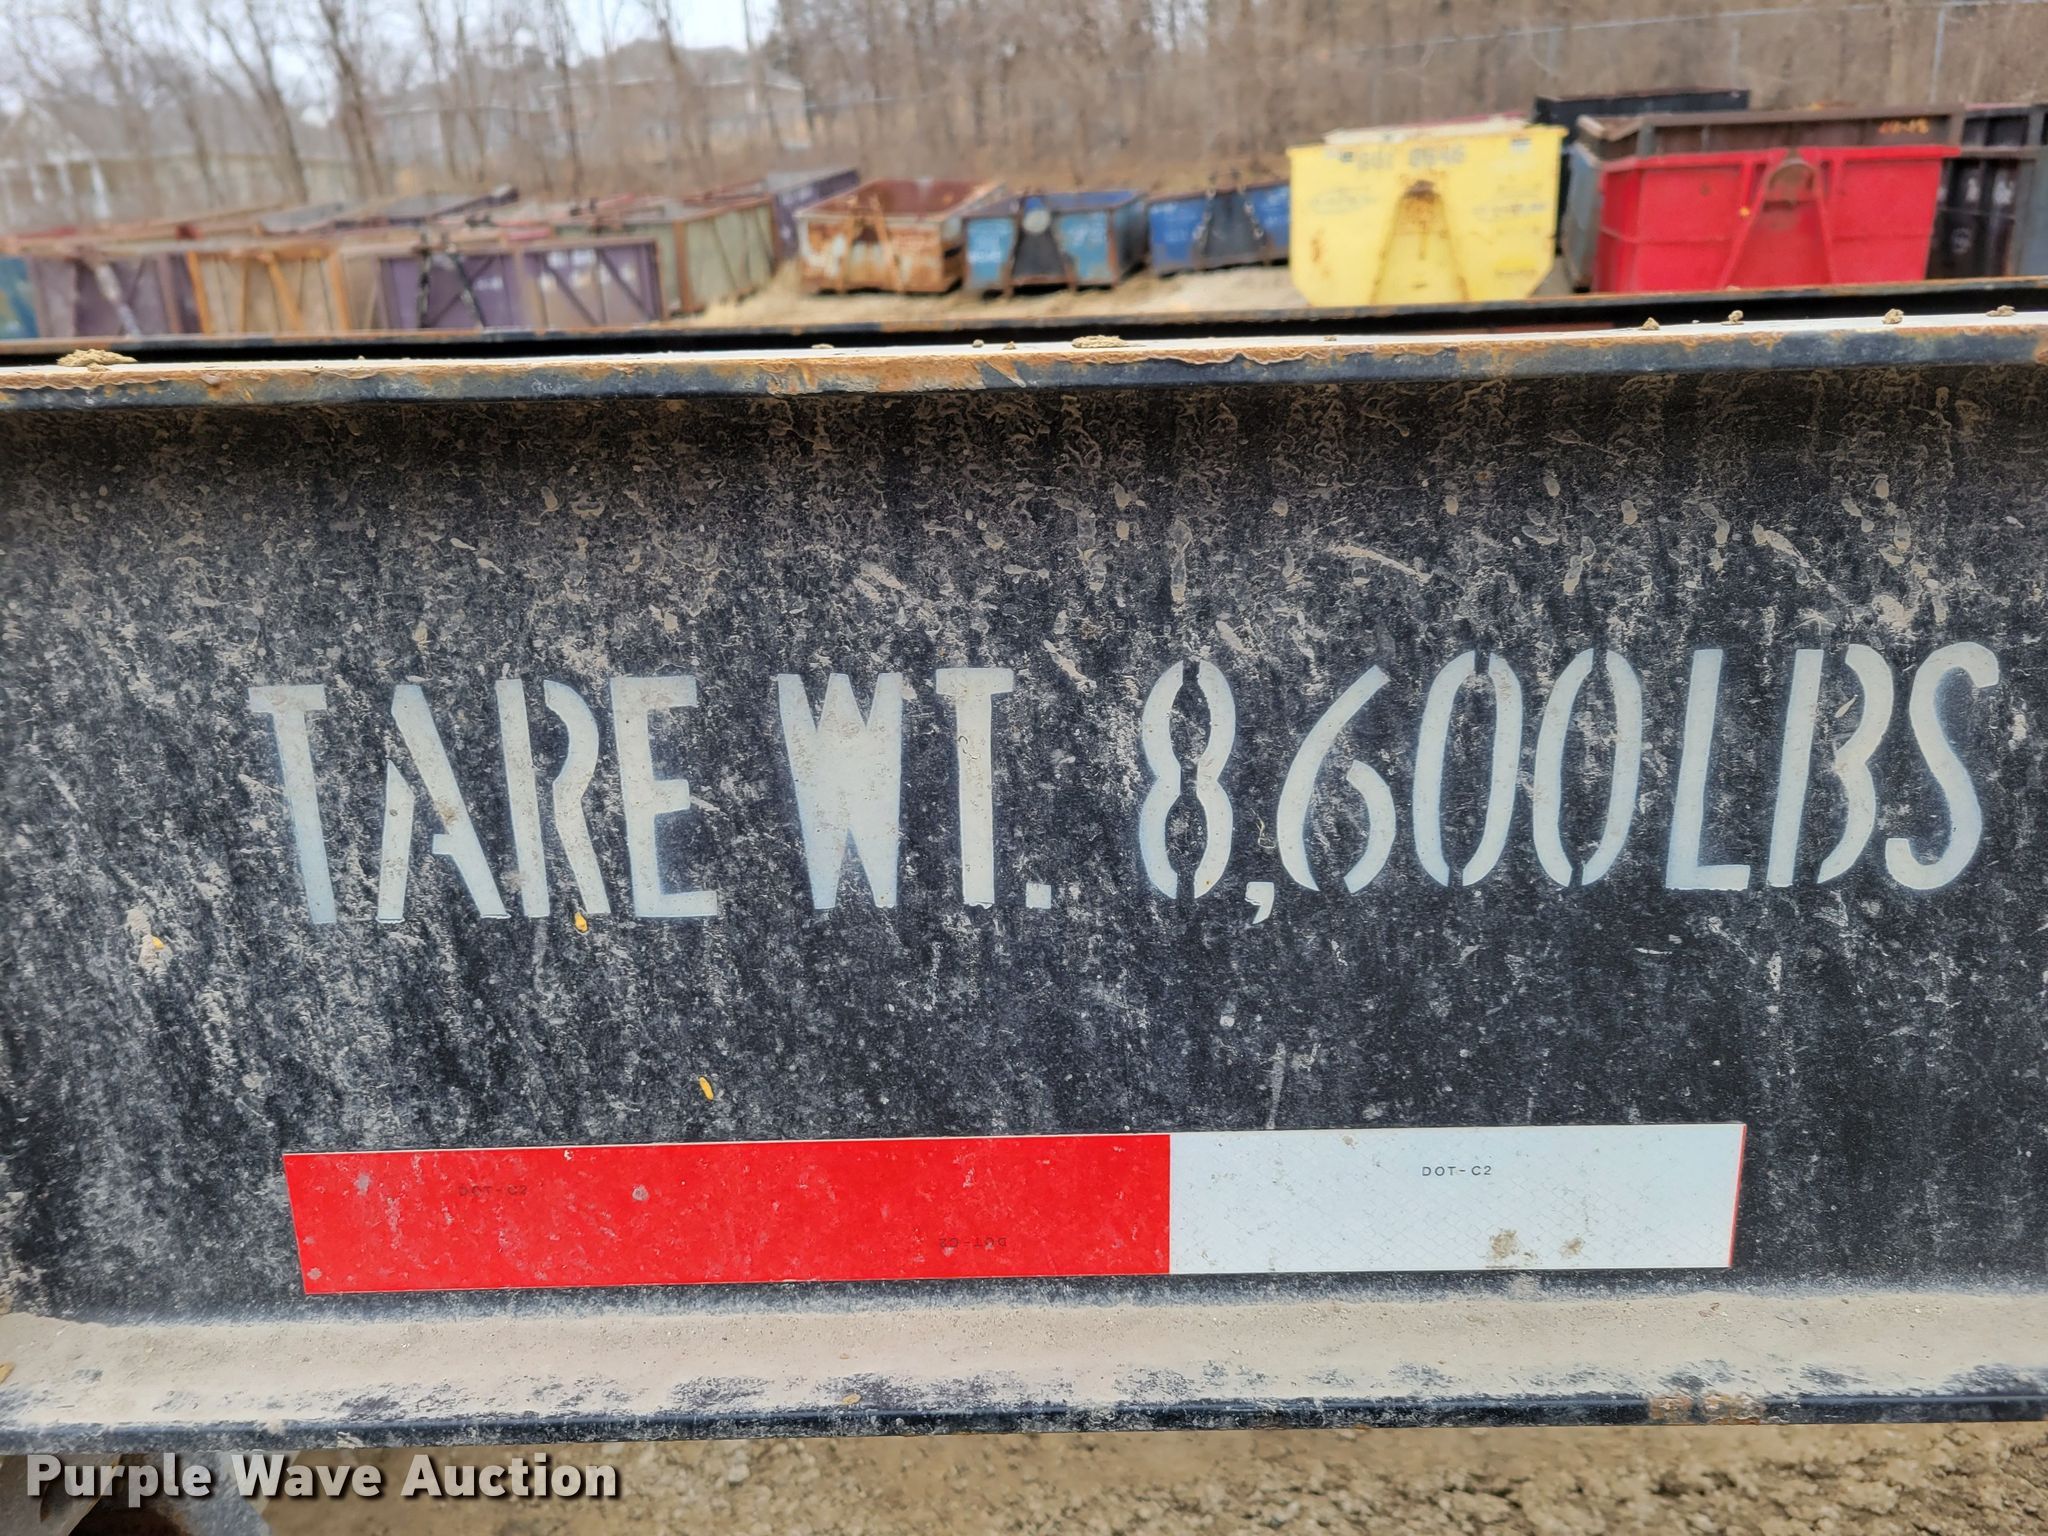 TARE WT. 8,600LBS
DOT-C2
DOT-C2
DOT-C2
Purple Wave Auction